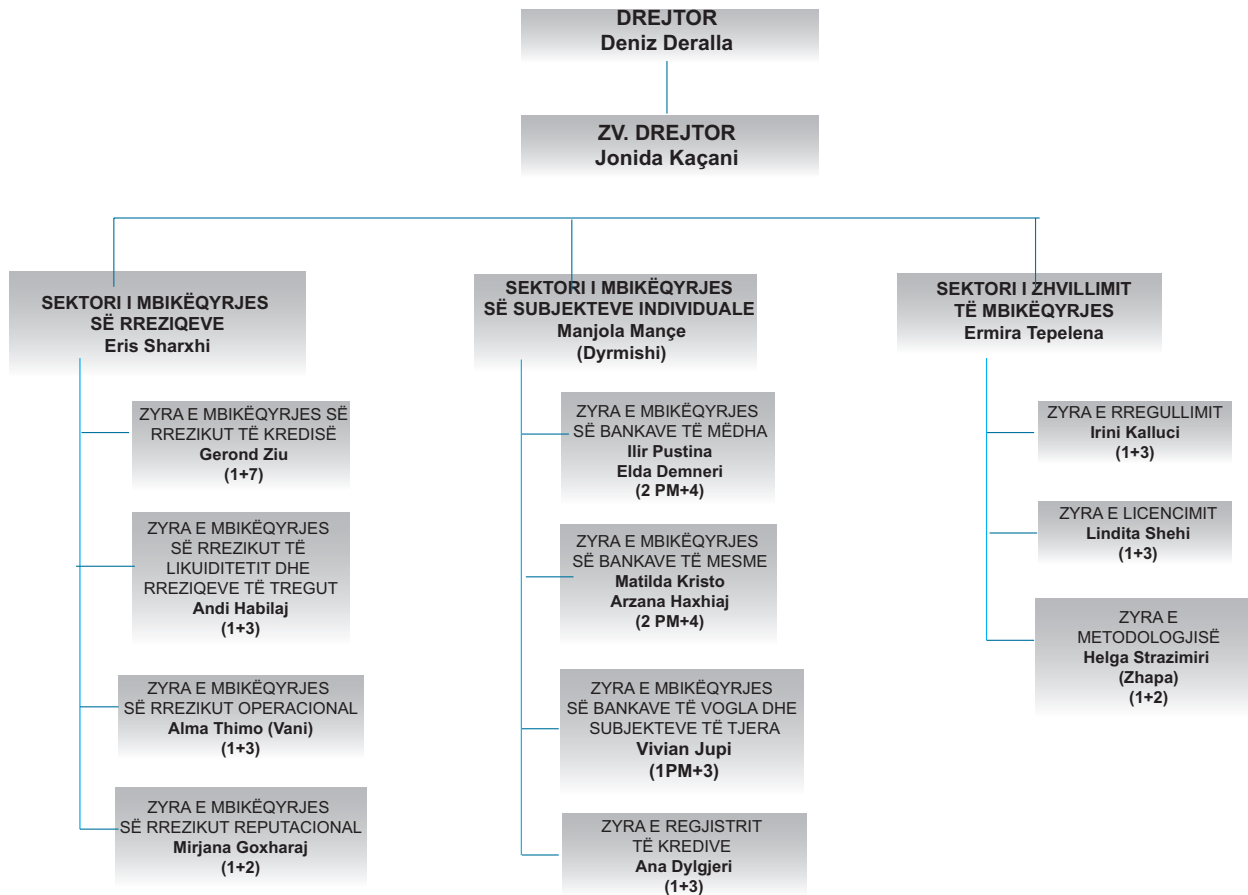 DREJTOR
Deniz Deralla
ZV. DREJTOR
Jonida Kaçani
SEKTORI I MBIKËQYRJES
SË RREZIQEVE
Eris Sharxhi
ZYRA E MBIKËQYRJES SË
RREZIKUT TË KREDISË
Gerond Ziu
(1+7)
ZYRA E MBIKËQYRJES
SË RREZIKUT TË
LIKUIDITETIT DHE
RREZIQEVE TË TREGUT
Andi Habilaj
(1+3)
ZYRA E MBIKËQYRJES
SË RREZIKUT OPERACIONAL
Alma Thimo (Vani)
(1+3)
ZYRA E MBIKËQYRJES
SË RREZIKUT REPUTACIONAL
Mirjana Goxharaj
(1+2)
SEKTORI I MBIKËQYRJES
SË SUBJEKTEVE INDIVIDUALE
Manjola Mançe
(Dyrmishi)
ZYRA E MBIKËQYRJES
SË BANKAVE TË MËDHA
Ilir Pustina
Elda Demneri
(2 PM+4)
ZYRA E MBIKËQYRJES
SË BANKAVE TË MESME
Matilda Kristo
Arzana Haxhiaj
(2 PM+4)
ZYRA E MBIKËQYRJES
SË BANKAVE TË VOGLA DHE
SUBJEKTEVE TË TJERA
Vivian Jupi
(1PM+3)
ZYRA E REGJISTRIT
TË KREDIVE
Ana Dylgjeri
(1+3)
SEKTORI I ZHVILLIMIT
TË MBIKËQYRJES
Ermira Tepelena
ZYRA E RREGULLIMIT
Irini Kalluci
(1+3)
ZYRA E LICENCIMIT
Lindita Shehi
(1+3)
ZYRA E
METODOLOGJISË
Helga Strazimiri
(Zhapa)
(1+2)